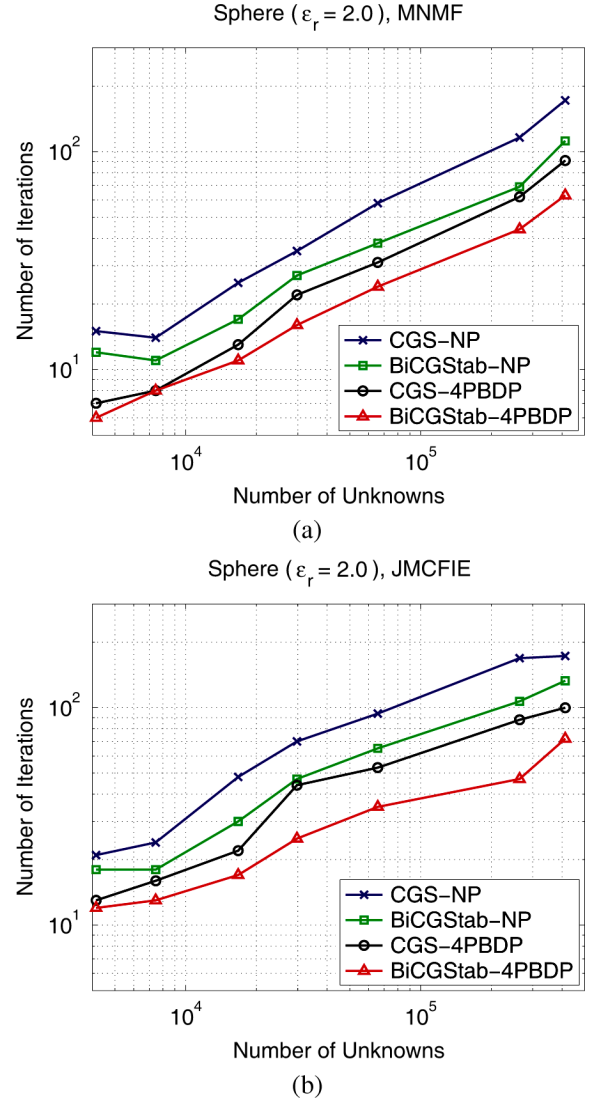 Sphere ( ε_r = 2.0), MNMF
Number of Iterations
10^2
10^1
CGS−NP
BiCGStab−NP
CGS−4PBDP
BiCGStab−4PBDP
10^4 10^5
Number of Unknowns
(a)
Sphere ( ε_r = 2.0), JMCFIE
Number of Iterations
10^2
10^1
CGS−NP
BiCGStab−NP
CGS−4PBDP
BiCGStab−4PBDP
10^4 10^5
Number of Unknowns
(b)